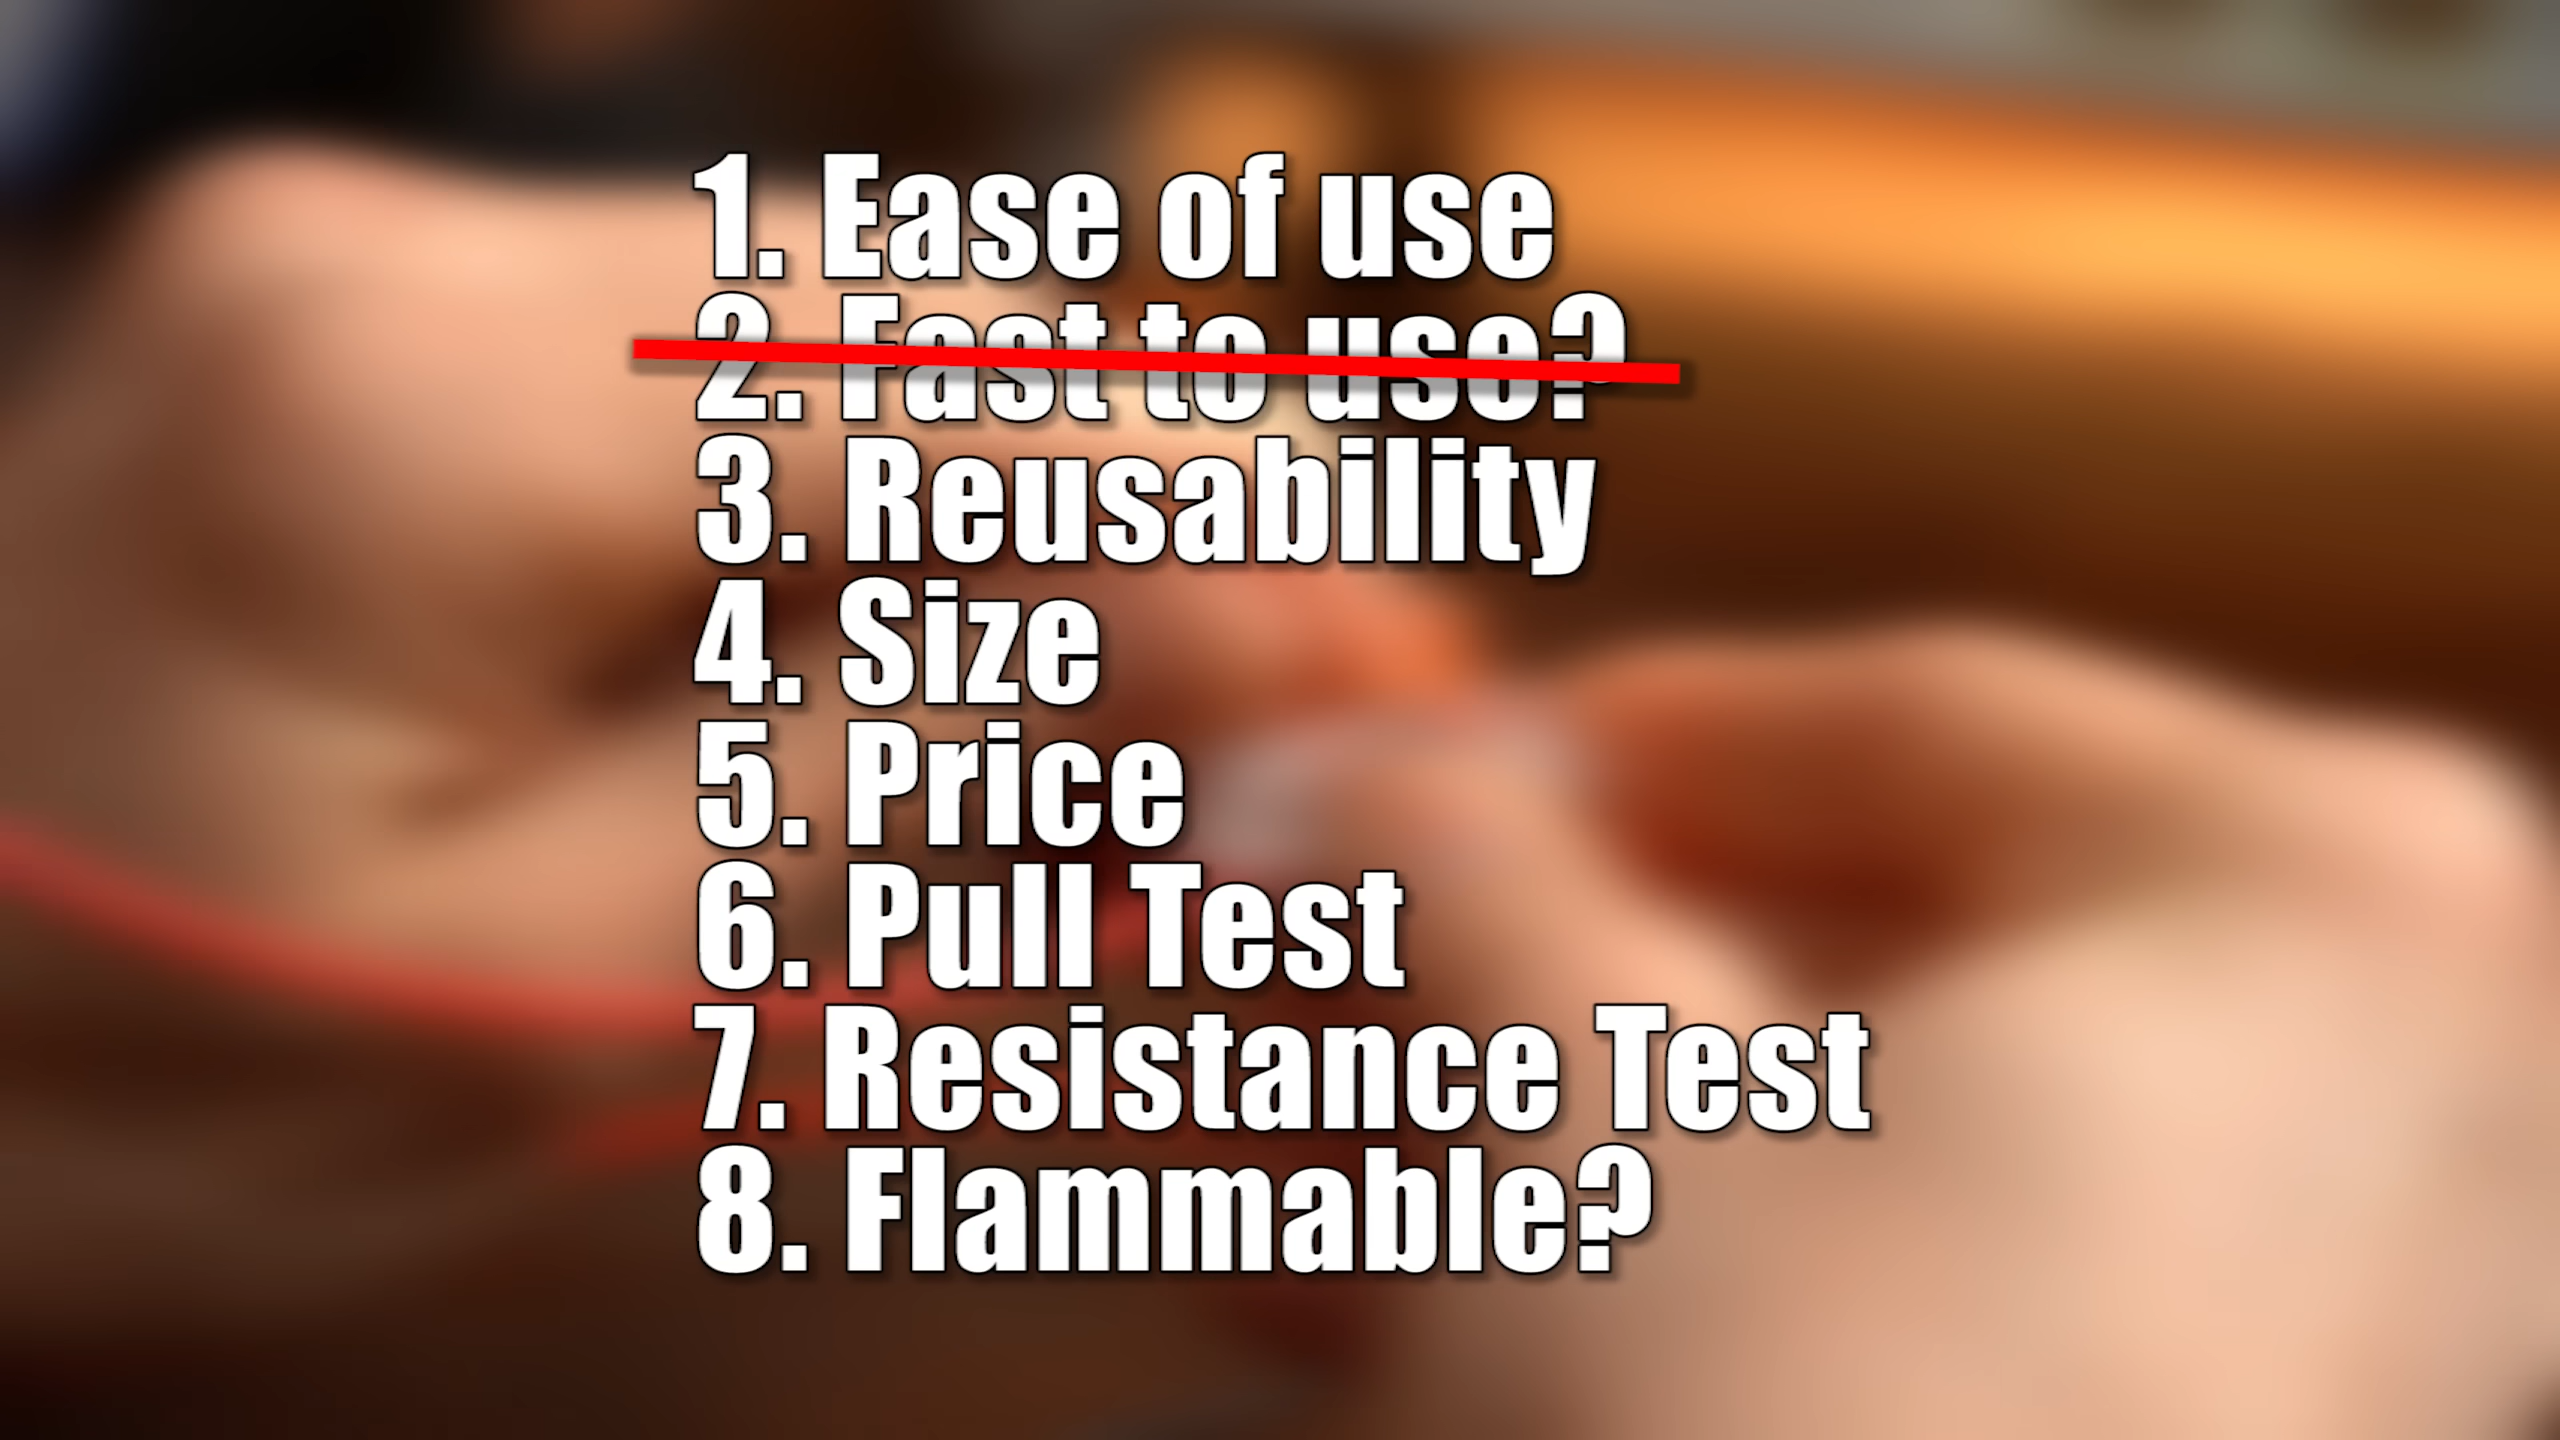 1. Ease of use
2. Fast to use?
3. Reusability
4. Size
5. Price
6. Pull Test
7. Resistance Test
8. Flammable?